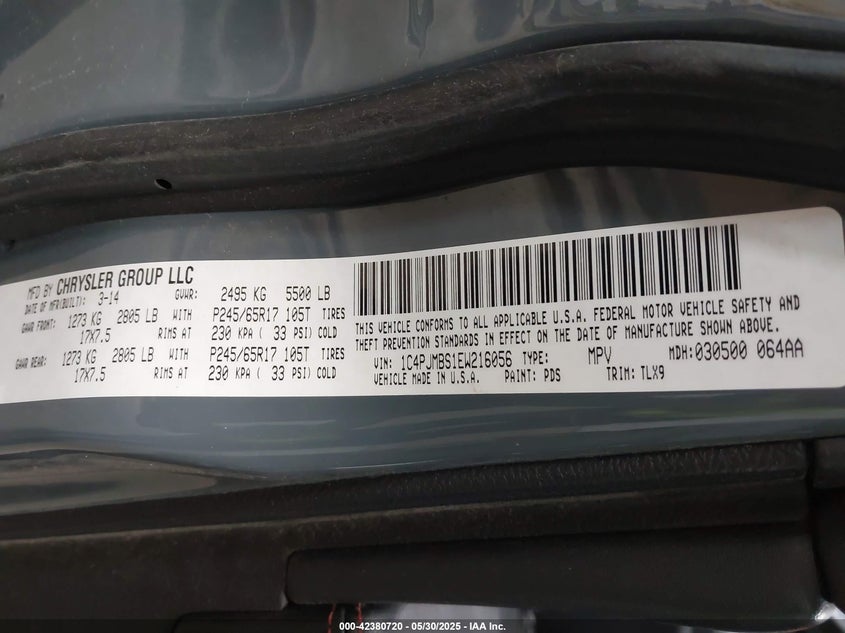 MFD BY CHRYSLER GROUP LLC
DATE OF MFR(BUILT): 3-14 GVWR: 2495 KG 5500 LB
GAWR FRONT: 1273 KG 2805 LB WITH P245/65R17 105T TIRES
17X7.5 RIMS AT 230 KPA ( 33 PSI) COLD
GAWR REAR: 1273 KG 2805 LB WITH P245/65R17 105T TIRES
17X7.5 RIMS AT 230 KPA ( 33 PSI) COLD
THIS VEHICLE CONFORMS TO ALL APPLICABLE U.S.A. FEDERAL MOTOR VEHICLE SAFETY AND
THEFT PREVENTION STANDARDS IN EFFECT ON THE DATE OF MANUFACTURE SHOWN ABOVE.
VIN: 1C4PJMBS1EW216056 TYPE: MPV MDH:030500 064AA
VEHICLE MADE IN U.S.A. PAINT: PDS TRIM: TLX9
000-42380720 - 05/30/2025 - IAA Inc.